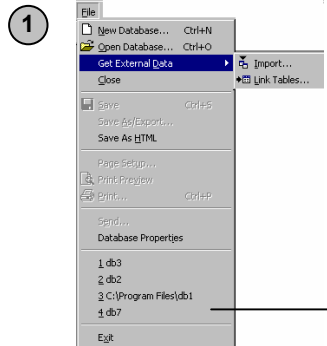 1
File
New Database... Ctrl+N
Open Database... Ctrl+O
Get External Data
Import...
Link Tables...
Close
Save Ctrl+S
Save As/Export...
Save As HTML
Page Setup...
Print Preview
Print... Ctrl+P
Send...
Database Properties
1 db3
2 db2
3 C:\Program Files\db1
4 db7
Exit